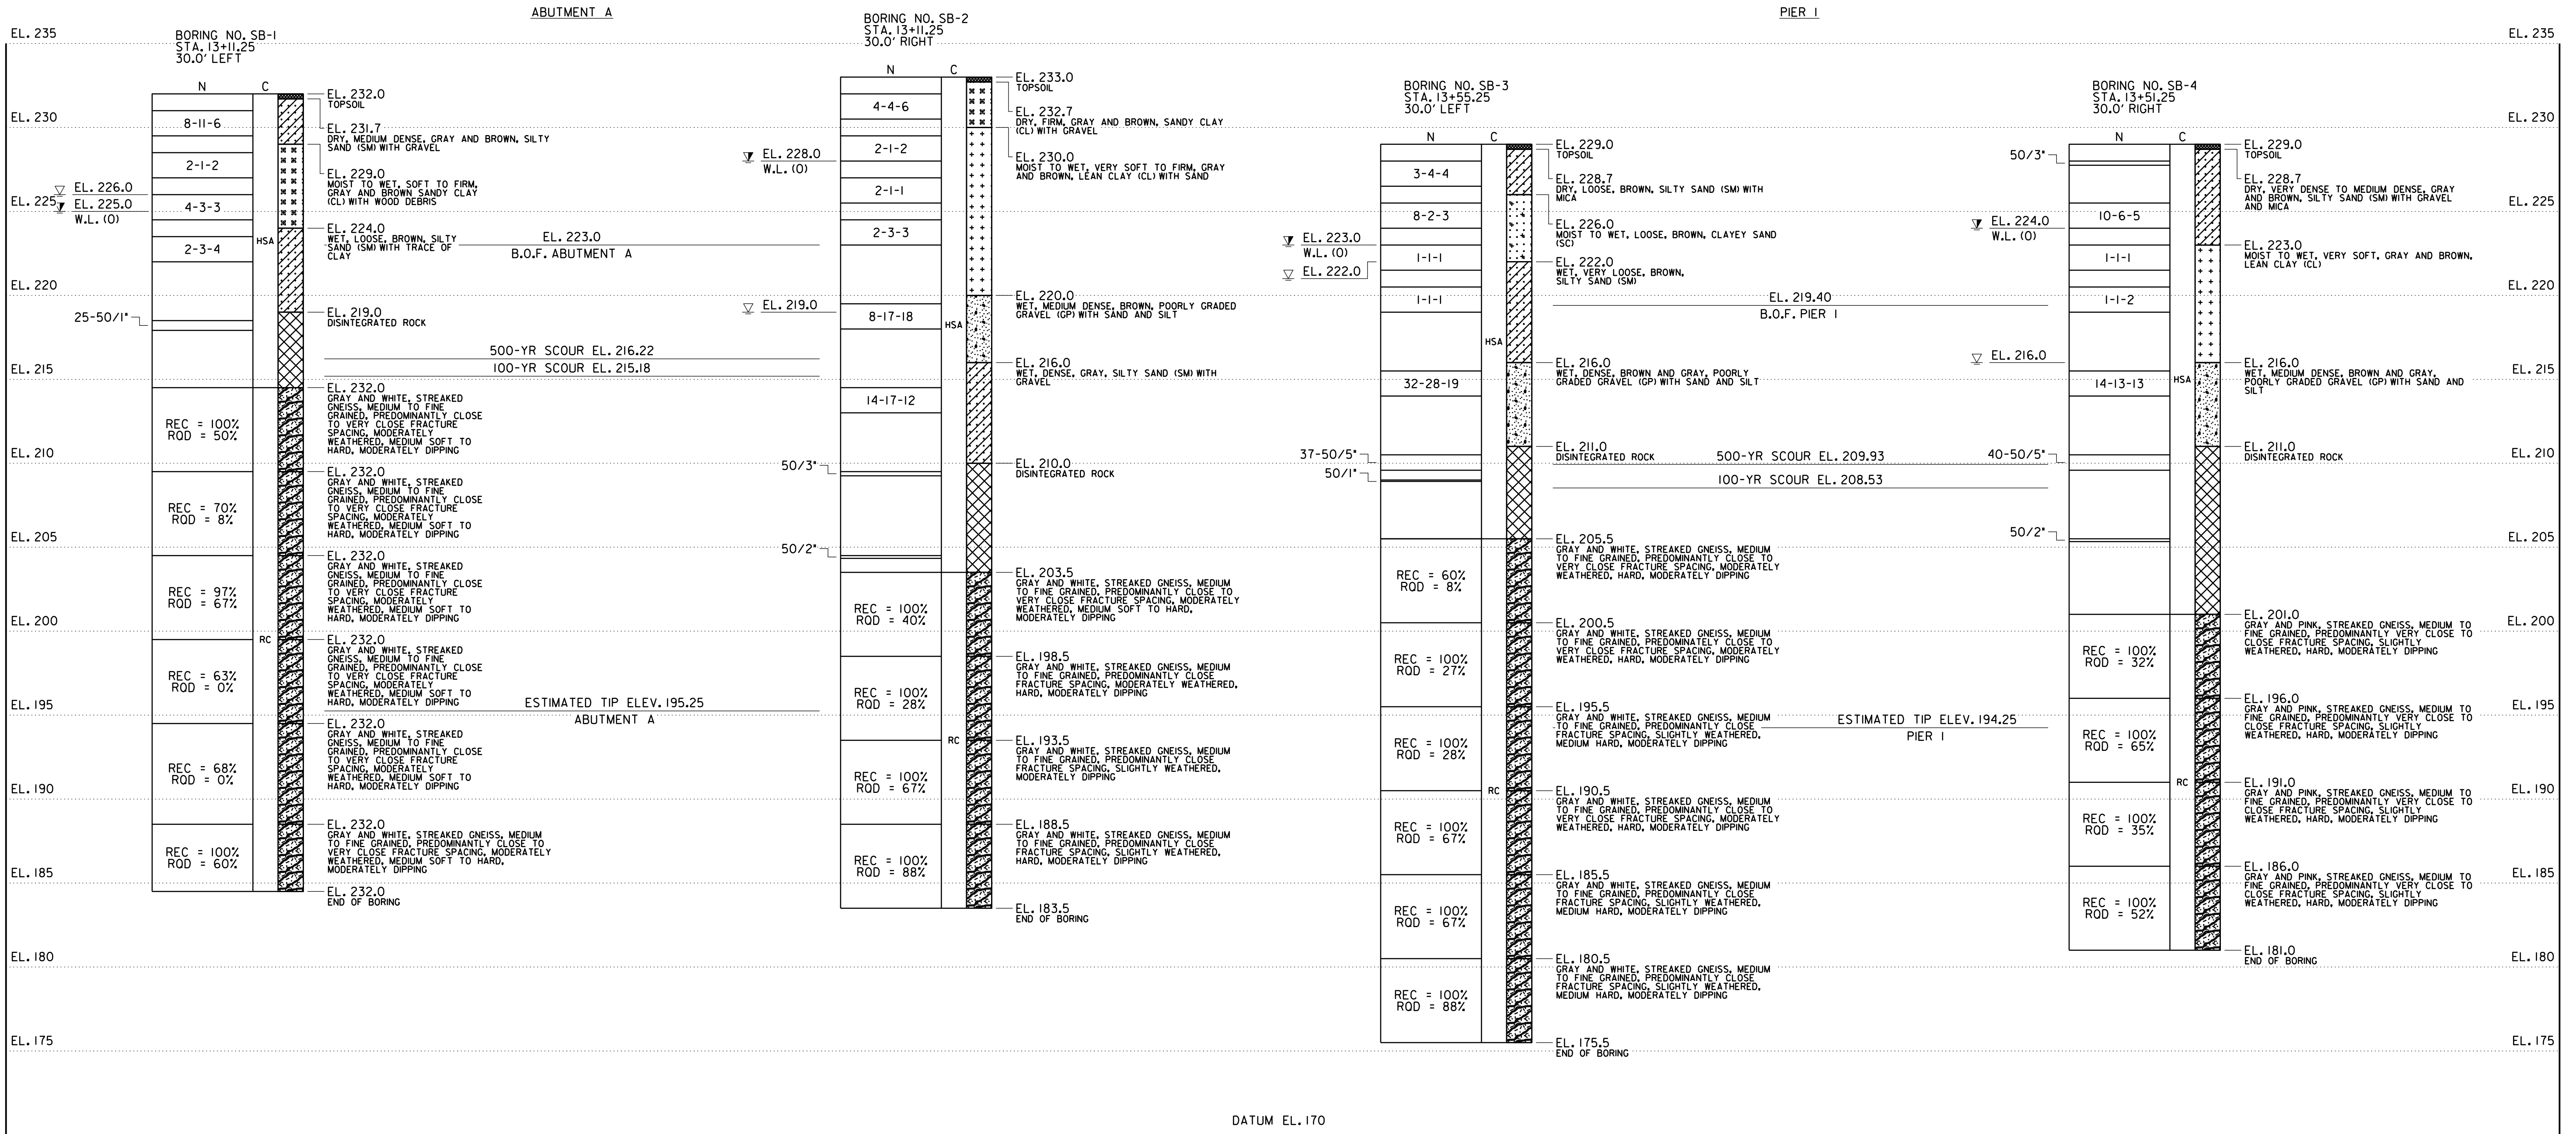 ABUTMENT A
PIER 1
EL. 235
EL. 230
EL. 225
EL. 220
EL. 215
EL. 210
EL. 205
EL. 200
EL. 195
EL. 190
EL. 185
EL. 180
EL. 175
BORING NO. SB-1
STA. 13+11.25
30.0' LEFT
N C
8-11-6
2-1-2
4-3-3
2-3-4
25-50/1"
HSA
REC = 100%
RQD = 50%
REC = 70%
RQD = 8%
REC = 97%
RQD = 67%
REC = 63%
RQD = 0%
RC
REC = 68%
RQD = 0%
REC = 100%
RQD = 60%
EL. 226.0
EL. 225.0
W.L. (0)
EL. 232.0
TOPSOIL
EL. 231.7
DRY, MEDIUM DENSE, GRAY AND BROWN, SILTY
SAND (SM) WITH GRAVEL
EL. 229.0
MOIST TO WET, SOFT TO FIRM,
GRAY AND BROWN SANDY CLAY
(CL) WITH WOOD DEBRIS
EL. 224.0
WET, LOOSE, BROWN, SILTY
SAND (SM) WITH TRACE OF
CLAY
EL. 219.0
DISINTEGRATED ROCK
EL. 232.0
GRAY AND WHITE, STREAKED
GNEISS, MEDIUM TO FINE
GRAINED, PREDOMINANTLY CLOSE
TO VERY CLOSE FRACTURE
SPACING, MODERATELY
WEATHERED, MEDIUM SOFT TO
HARD, MODERATELY DIPPING
EL. 232.0
GRAY AND WHITE, STREAKED
GNEISS, MEDIUM TO FINE
GRAINED, PREDOMINANTLY CLOSE
TO VERY CLOSE FRACTURE
SPACING, MODERATELY
WEATHERED, MEDIUM SOFT TO
HARD, MODERATELY DIPPING
EL. 232.0
GRAY AND WHITE, STREAKED
GNEISS, MEDIUM TO FINE
GRAINED, PREDOMINANTLY CLOSE
TO VERY CLOSE FRACTURE
SPACING, MODERATELY
WEATHERED, MEDIUM SOFT TO
HARD, MODERATELY DIPPING
EL. 232.0
GRAY AND WHITE, STREAKED
GNEISS, MEDIUM TO FINE
GRAINED, PREDOMINANTLY CLOSE
TO VERY CLOSE FRACTURE
SPACING, MODERATELY
WEATHERED, MEDIUM SOFT TO
HARD, MODERATELY DIPPING
EL. 232.0
GRAY AND WHITE, STREAKED
GNEISS, MEDIUM TO FINE
GRAINED, PREDOMINANTLY CLOSE
TO VERY CLOSE FRACTURE
SPACING, MODERATELY
WEATHERED, MEDIUM SOFT TO
HARD, MODERATELY DIPPING
EL. 232.0
GRAY AND WHITE, STREAKED GNEISS, MEDIUM
TO FINE GRAINED, PREDOMINANTLY CLOSE TO
VERY CLOSE FRACTURE SPACING, MODERATELY
WEATHERED, MEDIUM SOFT TO HARD,
MODERATELY DIPPING
EL. 232.0
END OF BORING
EL. 223.0
B.O.F. ABUTMENT A
500-YR SCOUR EL. 216.22
100-YR SCOUR EL. 215.18
ESTIMATED TIP ELEV. 195.25
ABUTMENT A
BORING NO. SB-2
STA. 13+11.25
30.0' RIGHT
N C
4-4-6
2-1-2
2-1-1
2-3-3
8-17-18
HSA
14-17-12
50/3"
50/2"
REC = 100%
RQD = 40%
REC = 100%
RQD = 28%
RC
REC = 100%
RQD = 67%
REC = 100%
RQD = 88%
EL. 228.0
W.L. (0)
EL. 219.0
EL. 233.0
TOPSOIL
EL. 232.7
DRY, FIRM, GRAY AND BROWN, SANDY CLAY
(CL) WITH GRAVEL
EL. 230.0
MOIST TO WET, VERY SOFT TO FIRM, GRAY
AND BROWN, LEAN CLAY (CL) WITH SAND
EL. 220.0
WET, MEDIUM DENSE, BROWN, POORLY GRADED
GRAVEL (GP) WITH SAND AND SILT
EL. 216.0
WET, DENSE, GRAY, SILTY SAND (SM) WITH
GRAVEL
EL. 210.0
DISINTEGRATED ROCK
EL. 203.5
GRAY AND WHITE, STREAKED GNEISS, MEDIUM
TO FINE GRAINED, PREDOMINANTLY CLOSE TO
VERY CLOSE FRACTURE SPACING, MODERATELY
WEATHERED, MEDIUM SOFT TO HARD,
MODERATELY DIPPING
EL. 198.5
GRAY AND WHITE, STREAKED GNEISS, MEDIUM
TO FINE GRAINED, PREDOMINANTLY CLOSE
FRACTURE SPACING, MODERATELY WEATHERED,
HARD, MODERATELY DIPPING
EL. 193.5
GRAY AND WHITE, STREAKED GNEISS, MEDIUM
TO FINE GRAINED, PREDOMINANTLY CLOSE
FRACTURE SPACING, SLIGHTLY WEATHERED,
MODERATELY DIPPING
EL. 188.5
GRAY AND WHITE, STREAKED GNEISS, MEDIUM
TO FINE GRAINED, PREDOMINANTLY CLOSE
FRACTURE SPACING, SLIGHTLY WEATHERED,
HARD, MODERATELY DIPPING
EL. 183.5
END OF BORING
BORING NO. SB-3
STA. 13+55.25
30.0' LEFT
N C
3-4-4
8-2-3
1-1-1
1-1-1
HSA
32-28-19
37-50/5"
50/1"
REC = 60%
RQD = 8%
REC = 100%
RQD = 27%
REC = 100%
RQD = 28%
RC
REC = 100%
RQD = 67%
REC = 100%
RQD = 67%
REC = 100%
RQD = 88%
EL. 223.0
W.L. (0)
EL. 222.0
EL. 229.0
TOPSOIL
EL. 228.7
DRY, LOOSE, BROWN, SILTY SAND (SM) WITH
MICA
EL. 226.0
MOIST TO WET, LOOSE, BROWN, CLAYEY SAND
(SC)
EL. 222.0
WET, VERY LOOSE, BROWN,
SILTY SAND (SM)
EL. 216.0
WET, DENSE, BROWN AND GRAY, POORLY
GRADED GRAVEL (GP) WITH SAND AND SILT
EL. 211.0
DISINTEGRATED ROCK
EL. 205.5
GRAY AND WHITE, STREAKED GNEISS, MEDIUM
TO FINE GRAINED, PREDOMINANTLY CLOSE TO
VERY CLOSE FRACTURE SPACING, MODERATELY
WEATHERED, HARD, MODERATELY DIPPING
EL. 200.5
GRAY AND WHITE, STREAKED GNEISS, MEDIUM
TO FINE GRAINED, PREDOMINATELY CLOSE TO
VERY CLOSE FRACTURE SPACING, MODERATELY
WEATHERED, HARD, MODERATELY DIPPING
EL. 195.5
GRAY AND WHITE, STREAKED GNEISS, MEDIUM
TO FINE GRAINED, PREDOMINANTLY CLOSE
FRACTURE SPACING, SLIGHTLY WEATHERED,
MEDIUM HARD, MODERATELY DIPPING
EL. 190.5
GRAY AND WHITE, STREAKED GNEISS, MEDIUM
TO FINE GRAINED, PREDOMINANTLY CLOSE TO
VERY CLOSE FRACTURE SPACING, MODERATELY
WEATHERED, HARD, MODERATELY DIPPING
EL. 185.5
GRAY AND WHITE, STREAKED GNEISS, MEDIUM
TO FINE GRAINED, PREDOMINANTLY CLOSE
FRACTURE SPACING, SLIGHTLY WEATHERED,
MEDIUM HARD, MODERATELY DIPPING
EL. 180.5
GRAY AND WHITE, STREAKED GNEISS, MEDIUM
TO FINE GRAINED, PREDOMINANTLY CLOSE
FRACTURE SPACING, SLIGHTLY WEATHERED,
MEDIUM HARD, MODERATELY DIPPING
EL. 175.5
END OF BORING
EL. 219.40
B.O.F. PIER 1
500-YR SCOUR EL. 209.93
100-YR SCOUR EL. 208.53
ESTIMATED TIP ELEV. 194.25
PIER 1
BORING NO. SB-4
STA. 13+51.25
30.0' RIGHT
N C
50/3"
10-6-5
1-1-1
1-1-2
14-13-13
HSA
40-50/5"
50/2"
REC = 100%
RQD = 32%
REC = 100%
RQD = 65%
RC
REC = 100%
RQD = 35%
REC = 100%
RQD = 52%
EL. 224.0
W.L. (0)
EL. 216.0
EL. 229.0
TOPSOIL
EL. 228.7
DRY, VERY DENSE TO MEDIUM DENSE, GRAY
AND BROWN, SILTY SAND (SM) WITH GRAVEL
AND MICA
EL. 223.0
MOIST TO WET, VERY SOFT, GRAY AND BROWN,
LEAN CLAY (CL)
EL. 216.0
WET, MEDIUM DENSE, BROWN AND GRAY,
POORLY GRADED GRAVEL (GP) WITH SAND AND
SILT
EL. 211.0
DISINTEGRATED ROCK
EL. 201.0
GRAY AND PINK, STREAKED GNEISS, MEDIUM TO
FINE GRAINED, PREDOMINANTLY VERY CLOSE TO
CLOSE FRACTURE SPACING, SLIGHTLY
WEATHERED, HARD, MODERATELY DIPPING
EL. 196.0
GRAY AND PINK, STREAKED GNEISS, MEDIUM TO
FINE GRAINED, PREDOMINANTLY VERY CLOSE TO
CLOSE FRACTURE SPACING, SLIGHTLY
WEATHERED, HARD, MODERATELY DIPPING
EL. 191.0
GRAY AND PINK, STREAKED GNEISS, MEDIUM TO
FINE GRAINED, PREDOMINANTLY VERY CLOSE TO
CLOSE FRACTURE SPACING, SLIGHTLY
WEATHERED, HARD, MODERATELY DIPPING
EL. 186.0
GRAY AND PINK, STREAKED GNEISS, MEDIUM TO
FINE GRAINED, PREDOMINANTLY VERY CLOSE TO
CLOSE FRACTURE SPACING, SLIGHTLY
WEATHERED, HARD, MODERATELY DIPPING
EL. 181.0
END OF BORING
EL. 235
EL. 230
EL. 225
EL. 220
EL. 215
EL. 210
EL. 205
EL. 200
EL. 195
EL. 190
EL. 185
EL. 180
EL. 175
DATUM EL. 170